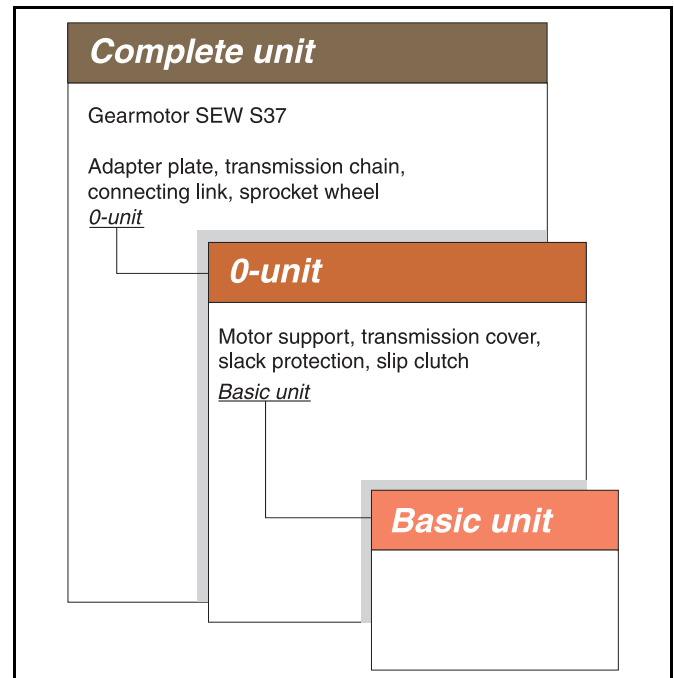 Complete unit
Gearmotor SEW S37
Adapter plate, transmission chain,
connecting link, sprocket wheel
0-unit
0-unit
Motor support, transmission cover,
slack protection, slip clutch
Basic unit
Basic unit